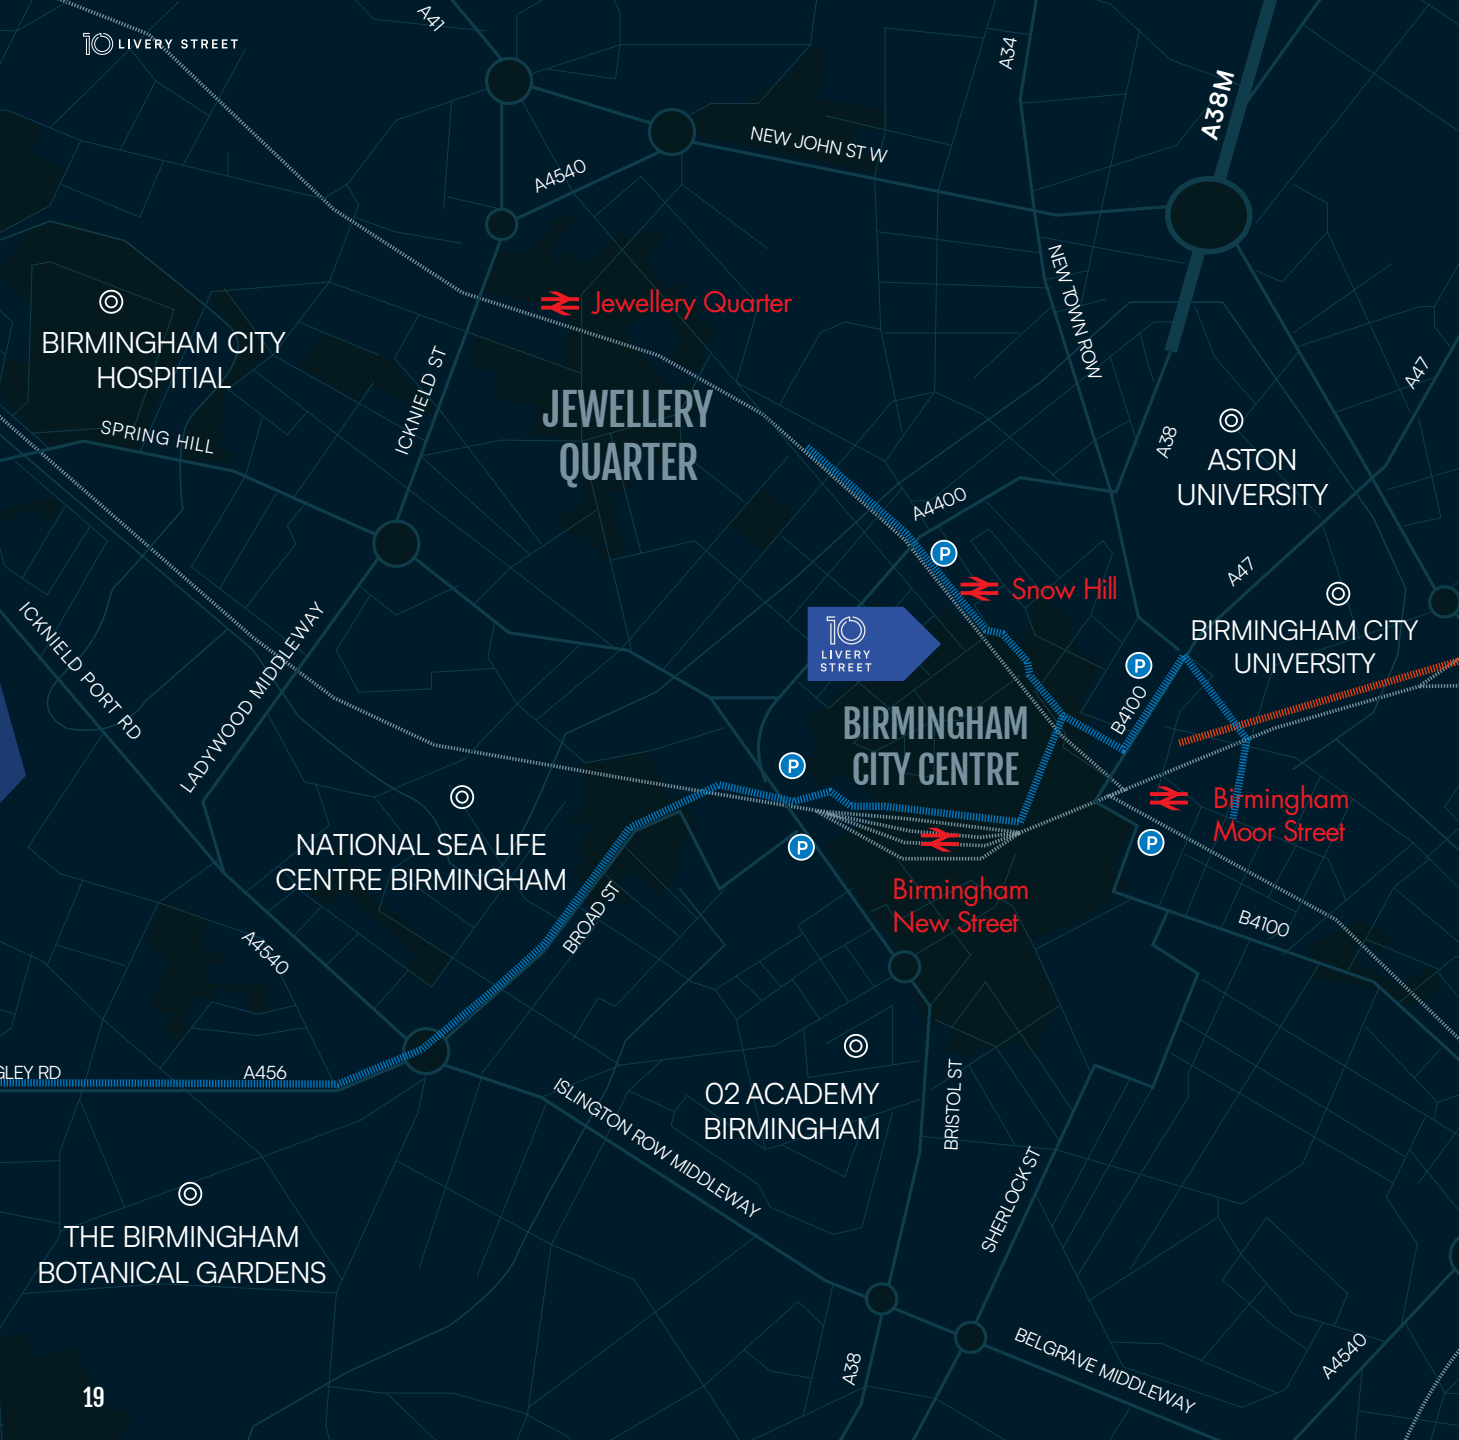 10 LIVERY STREET
A41
A34
A38M
NEW JOHN ST W
A4540
NEW TOWN ROW
Jewellery Quarter
BIRMINGHAM CITY
HOSPITIAL
ICKNIELD ST
SPRING HILL
JEWELLERY
QUARTER
A47
A38
ASTON
UNIVERSITY
A4400
P
Snow Hill
A47
BIRMINGHAM CITY
UNIVERSITY
10
LIVERY
STREET
ICKNIELD PORT RD
LADYWOOD MIDDLEWAY
P
B4100
BIRMINGHAM
CITY CENTRE
P
Birmingham
Moor Street
P
P
NATIONAL SEA LIFE
CENTRE BIRMINGHAM
Birmingham
New Street
BROAD ST
B4100
A4540
GLEY RD
A456
02 ACADEMY
BIRMINGHAM
ISLINGTON ROW MIDDLEWAY
BRISTOL ST
SHERLOCK ST
THE BIRMINGHAM
BOTANICAL GARDENS
A38
BELGRAVE MIDDLEWAY
A4540
19